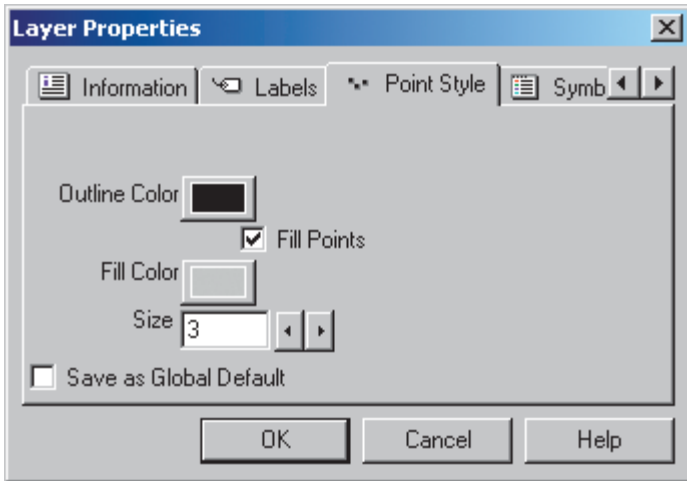 Layer Properties
Information Labels Point Style Symb
Outline Color
Fill Points
Fill Color
Size 3
Save as Global Default
OK Cancel Help